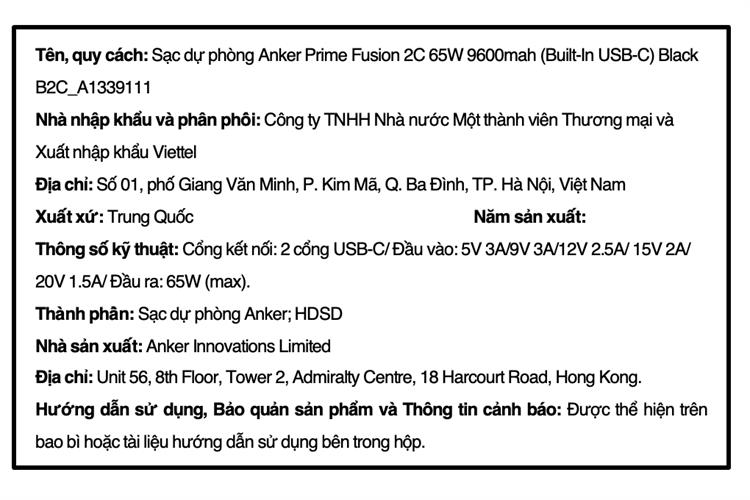 Tên, quy cách: Sạc dự phòng Anker Prime Fusion 2C 65W 9600mah (Built-In USB-C) Black
B2C_A1339111
Nhà nhập khẩu và phân phối: Công ty TNHH Nhà nước Một thành viên Thương mại và
Xuất nhập khẩu Viettel
Địa chỉ: Số 01, phố Giang Văn Minh, P. Kim Mã, Q. Ba Đình, TP. Hà Nội, Việt Nam
Xuất xứ: Trung Quốc Năm sản xuất:
Thông số kỹ thuật: Cổng kết nối: 2 cổng USB-C/ Đầu vào: 5V 3A/9V 3A/12V 2.5A/ 15V 2A/
20V 1.5A/ Đầu ra: 65W (max).
Thành phần: Sạc dự phòng Anker; HDSD
Nhà sản xuất: Anker Innovations Limited
Địa chỉ: Unit 56, 8th Floor, Tower 2, Admiralty Centre, 18 Harcourt Road, Hong Kong.
Hướng dẫn sử dụng, Bảo quản sản phẩm và Thông tin cảnh báo: Được thể hiện trên
bao bì hoặc tài liệu hướng dẫn sử dụng bên trong hộp.